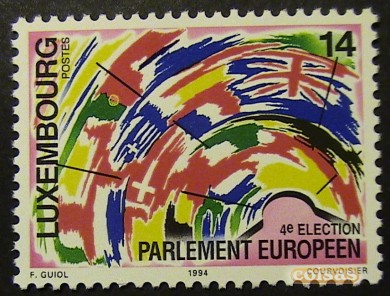 LUXEMBOURG
POSTES
14
4e ELECTION
PARLEMENT EUROPEEN
F. GUIOL
1994
COURVOISIER